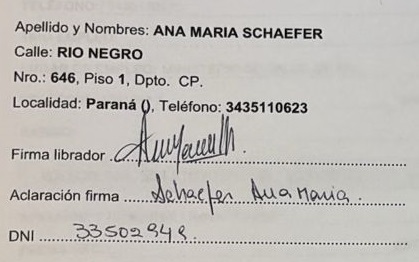 Apellido y Nombres: ANA MARIA SCHAEFER
Calle: RIO NEGRO
Nro.: 646, Piso 1, Dpto. CP.
Localidad: Paraná (), Teléfono: 3435110623
Firma librador
Aclaración firma Schaefer Ana Maria.
DNI 33502949.